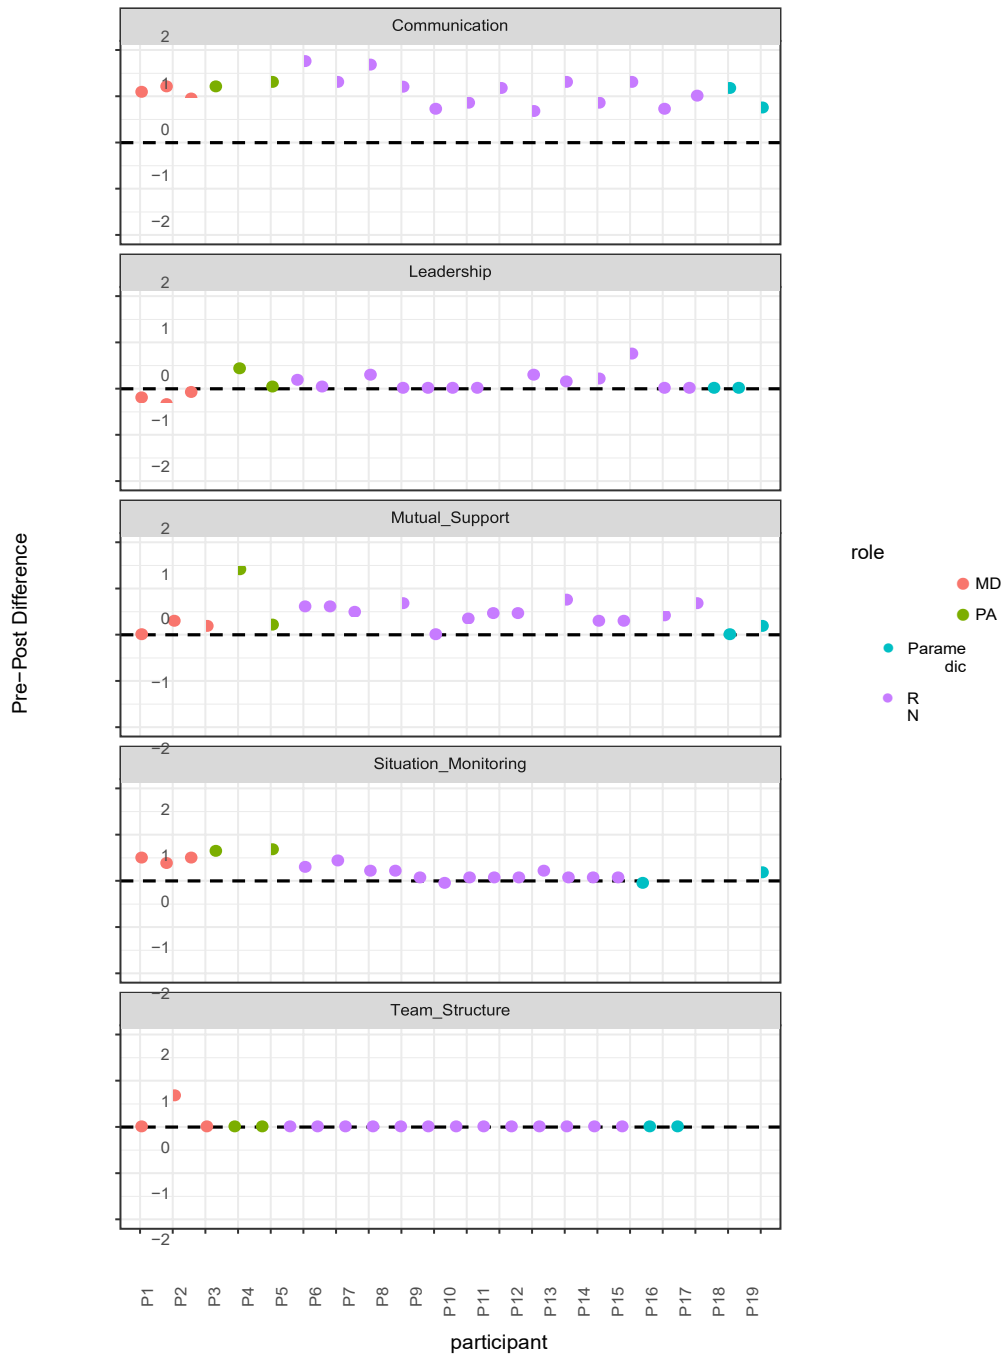 Communication
2
1
0
−1
−2
Leadership
2
1
0
−1
−2
Mutual_Support
2
1
0
−1
−2
Situation_Monitoring
2
1
0
−1
−2
Team_Structure
2
1
0
−1
−2
P1 P2 P3 P4 P5 P6 P7 P8 P9 P10 P11 P12 P13 P14 P15 P16 P17 P18 P19
participant
Pre−Post Difference
role
MD
PA
Parame
dic
R
N